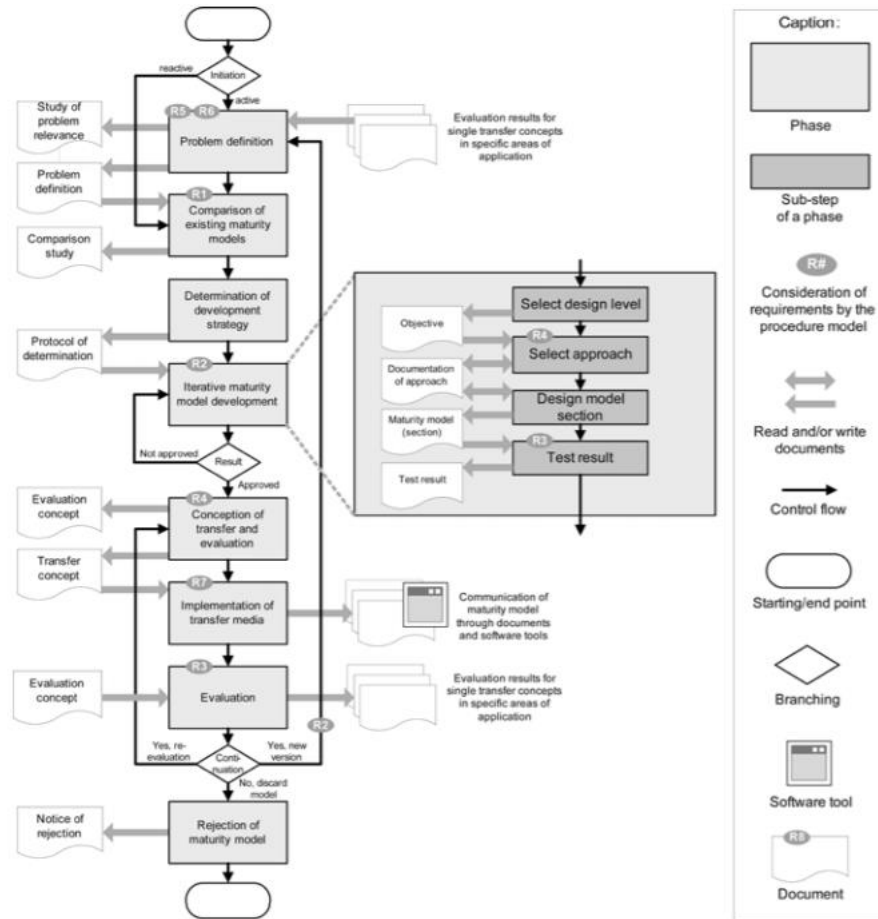 reactive
Initiation
active
Study of
problem
relevance
R5
R6
Problem definition
Evaluation results for
single transfer concepts
in specific areas of
application
Problem
definition
R1
Comparison of
existing maturity
models
Comparison
study
Determination of
development
strategy
Protocol of
determination
R2
Iterative maturity
model development
Not approved
Result
Approved
Select design level
Objective
R4
Select approach
Documentation
of approach
Design model
section
Maturity model
(section)
R3
Test result
Test result
Evaluation
concept
R4
Conception of
transfer and
evaluation
Transfer
concept
R7
Implementation of
transfer media
Communication of
maturity model
through documents
and software tools
R3
Evaluation
concept
Evaluation
Evaluation results for
single transfer concepts
in specific areas of
application
R2
Yes, re-
evaluation
Conti-
nuation
Yes, new
version
No, discard
model
Notice of
rejection
Rejection of
maturity model
Caption:
Phase
Sub-step
of a phase
R#
Consideration of
requirements by the
procedure model
Read and/or write
documents
Control flow
Starting/end point
Branching
Software tool
R8
Document